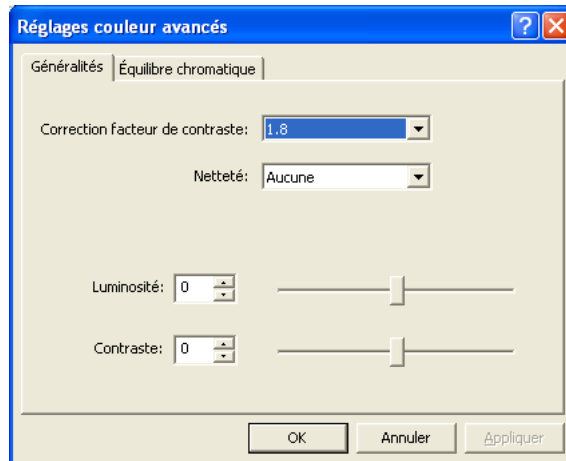 Réglages couleur avancés
Généralités Équilibre chromatique
Correction facteur de contraste: 1.8
Netteté: Aucune
Luminosité: 0
Contraste: 0
OK Annuler Appliquer